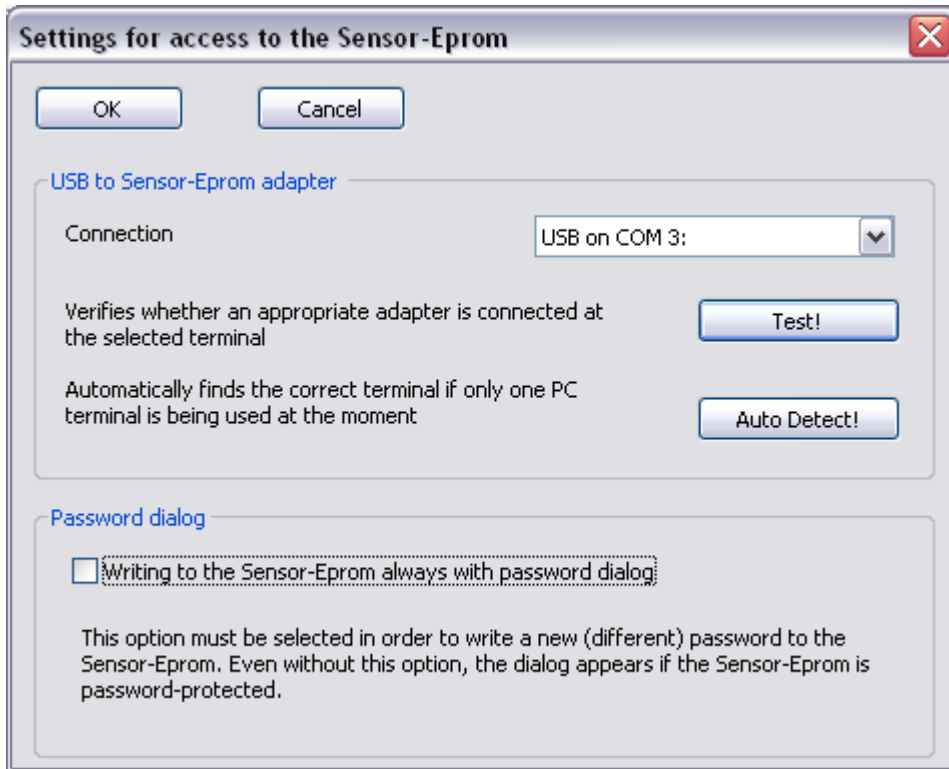 Settings for access to the Sensor-Eprom
OK
Cancel
USB to Sensor-Eprom adapter
Connection
USB on COM 3:
Verifies whether an appropriate adapter is connected at
the selected terminal
Test!
Automatically finds the correct terminal if only one PC
terminal is being used at the moment
Auto Detect!
Password dialog
Writing to the Sensor-Eprom always with password dialog
This option must be selected in order to write a new (different) password to the
Sensor-Eprom. Even without this option, the dialog appears if the Sensor-Eprom is
password-protected.